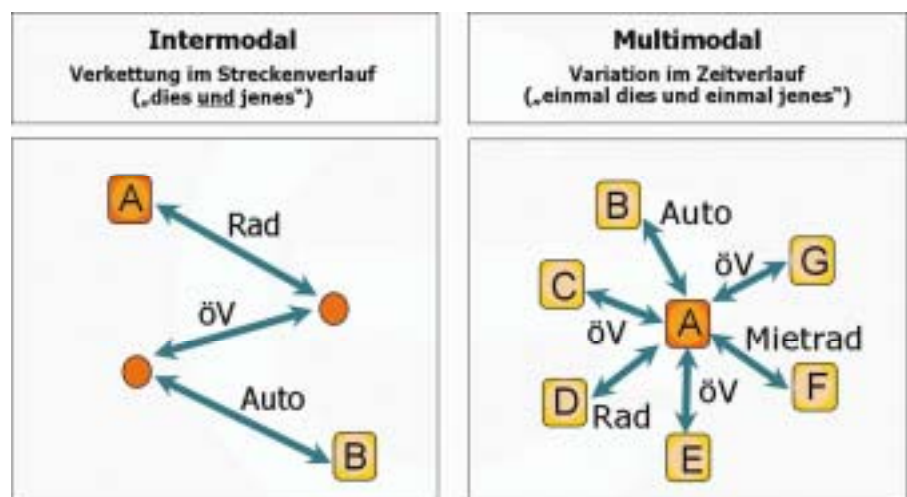 Intermodal
Verkettung im Streckenverlauf
(„dies und jenes“)
Multimodal
Variation im Zeitverlauf
(„einmal dies und einmal jenes“)
A
Rad
öV
Auto
B
B
Auto
öV
G
C
A
öV
Mietrad
D
Rad
öV
F
E